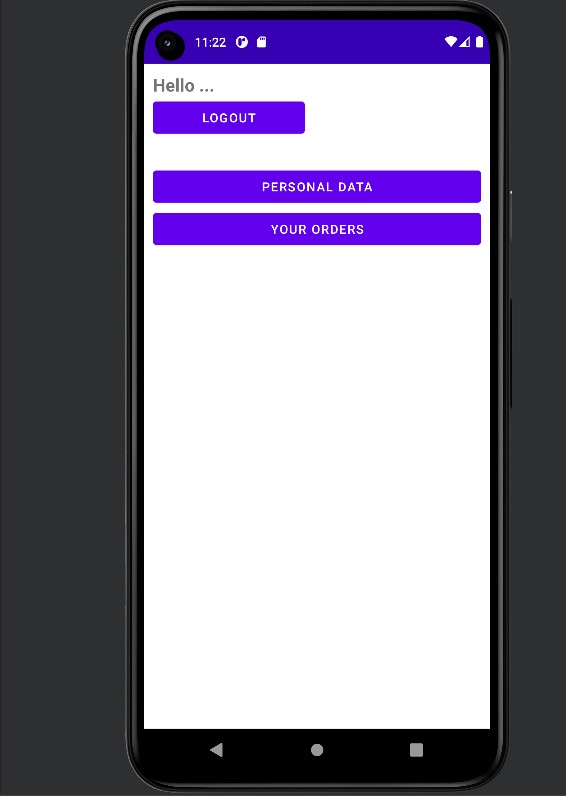 11:22
Hello ...
LOGOUT
PERSONAL DATA
YOUR ORDERS